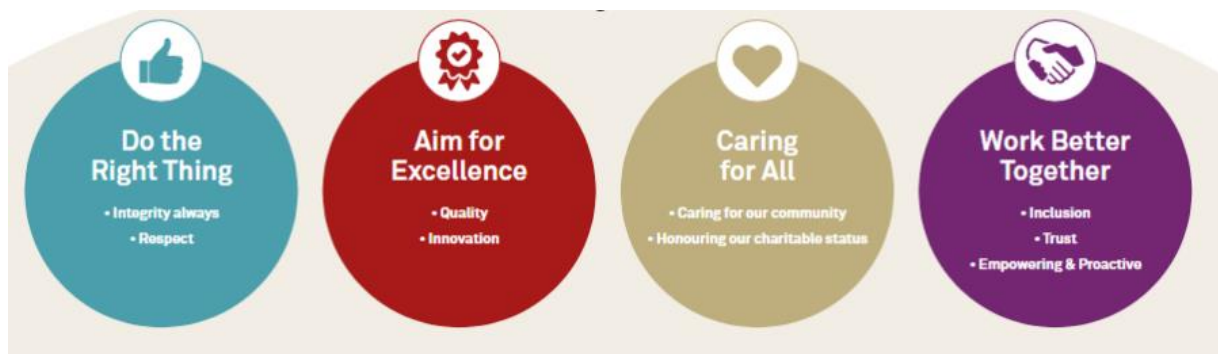 Do the
Right Thing
• Integrity always
• Respect
Aim for
Excellence
• Quality
• Innovation
Caring
for All
• Caring for our community
• Honouring our charitable status
Work Better
Together
• Inclusion
• Trust
• Empowering & Proactive